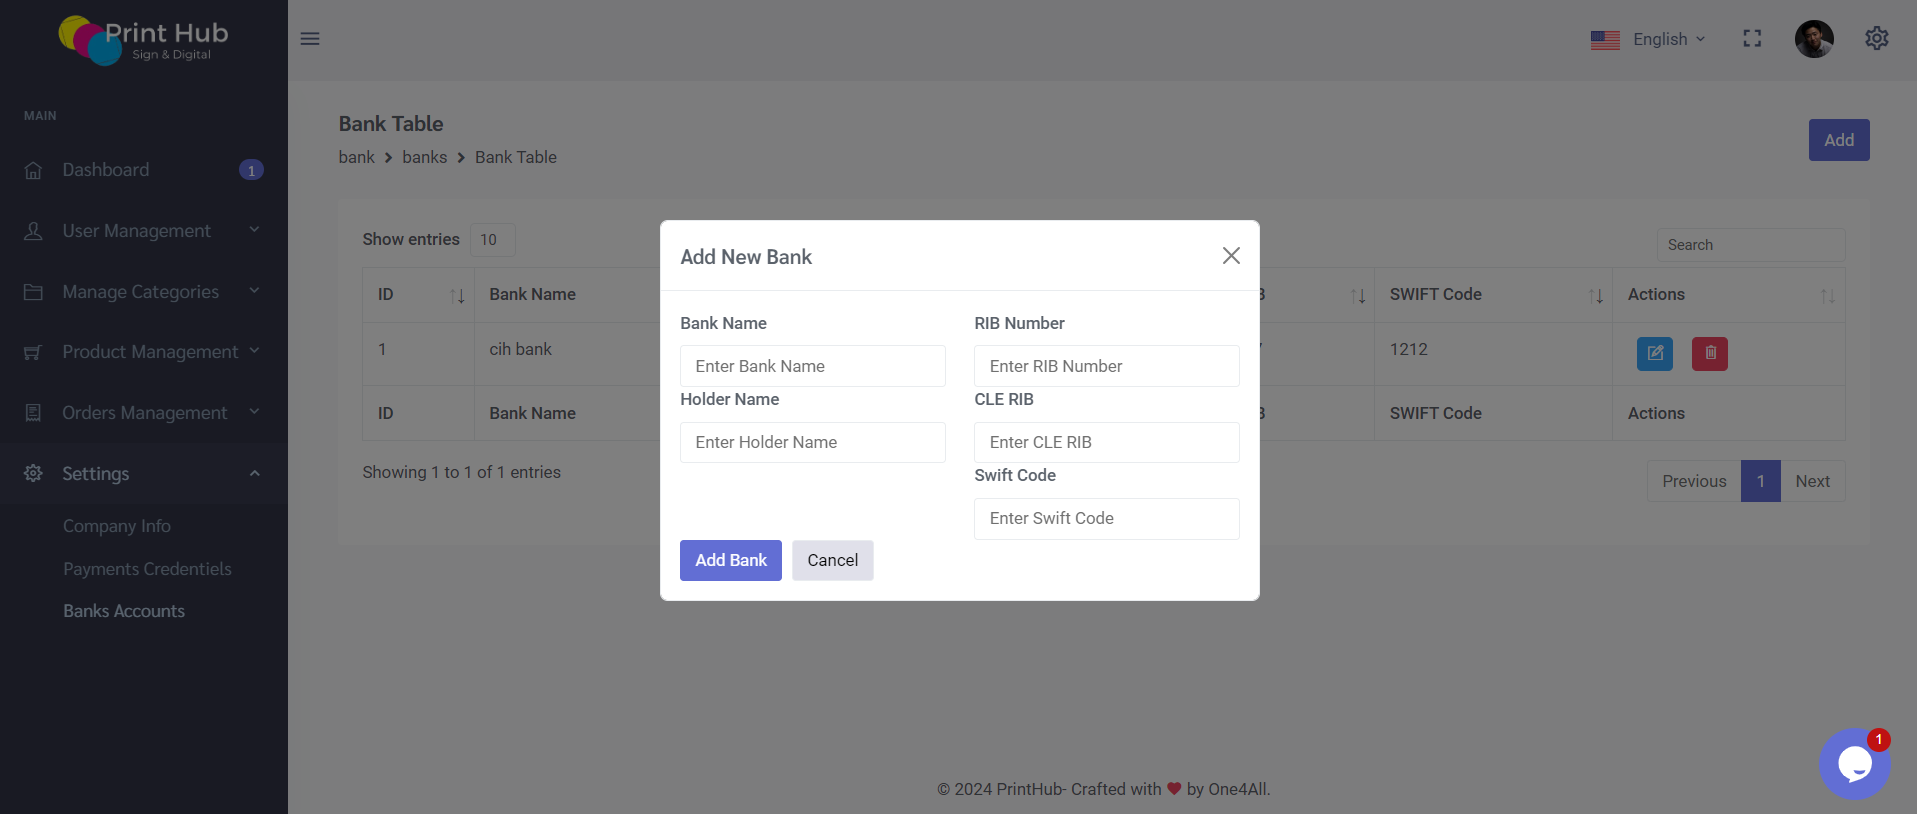 Print Hub
Sign & Digital
English
MAIN
Dashboard 1
User Management
Manage Categories
Product Management
Orders Management
Settings
Company Info
Payments Credentiels
Banks Accounts
Bank Table
bank > banks > Bank Table
Add
Show entries 10
Search
ID Bank Name SWIFT Code Actions
1 cih bank 1212
ID Bank Name SWIFT Code Actions
Showing 1 to 1 of 1 entries
Previous 1 Next
Add New Bank
Bank Name
Enter Bank Name
Holder Name
Enter Holder Name
RIB Number
Enter RIB Number
CLE RIB
Enter CLE RIB
Swift Code
Enter Swift Code
Add Bank Cancel
© 2024 PrintHub- Crafted with ❤ by One4All.
1